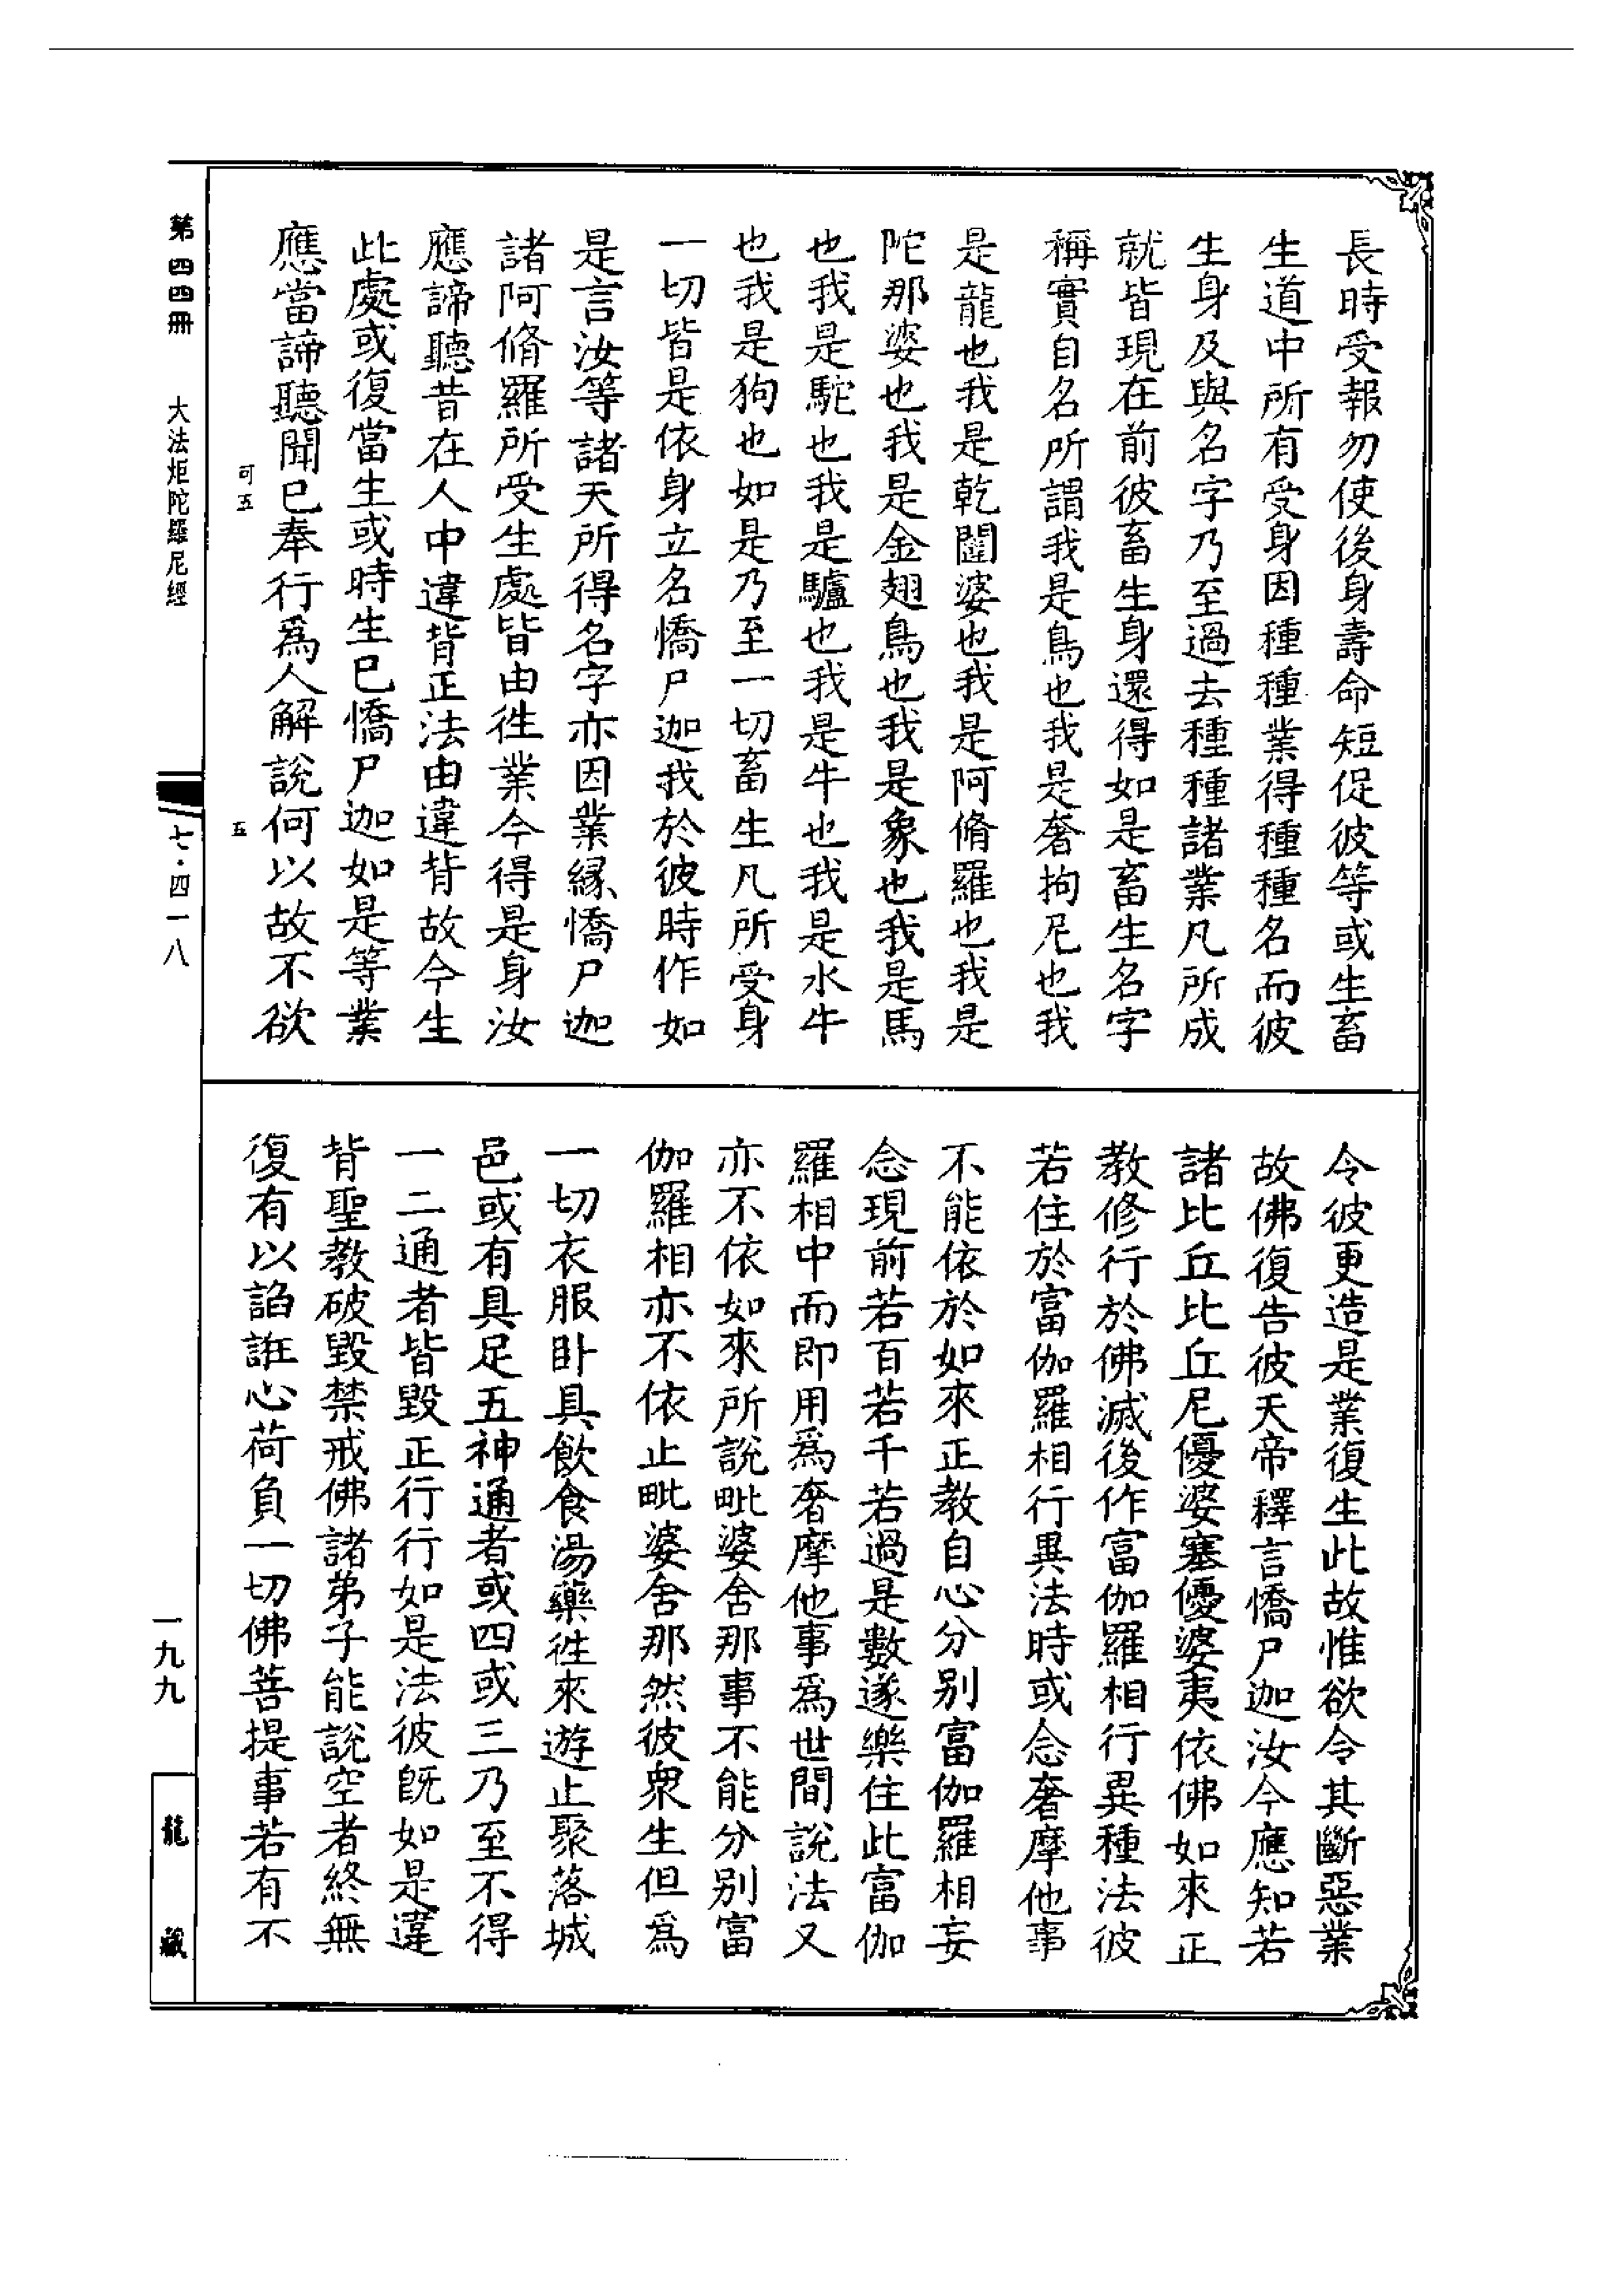 長時受報勿使後身壽命短促彼等或生畜
生道中所有受身因種種業得種種名而彼
生身及與名字乃至過去種種諸業凡所成
就皆現在前彼畜生身還得如是畜生名字
稱實自名所謂我是鳥也我是奢拘尼也我
是龍也我是乾闥婆也我是阿脩羅也我是
陀那婆也我是金翅鳥也我是象也我是馬
也我是駝也我是驢也我是牛也我是水牛
也我是狗也如是乃至一切畜生凡所受身
一切皆是依身立名憍尸迦我於彼時作如
是言汝等諸天所得名字亦因業緣憍尸迦
諸阿脩羅所受生處皆由徃業今得是身汝
應諦聽昔在人中違背正法由違背故今生
此處或復當生或時生已憍尸迦如是等業
應當諦聽聞已奉行爲人解說何以故不欲
令彼更造是業復生此故惟欲令其斷惡業
故佛復告彼天帝釋言憍尸迦汝今應知若
諸比丘比丘尼優婆塞優婆夷依佛如來正
教修行於佛滅後作富伽羅相行異種法彼
若住於富伽羅相行異法時或念奢摩他事
不能依於如來正教自心分別富伽羅相妄
念現前若百若千若過是數遂樂住此富伽
羅相中而即用爲奢摩他事爲世間說法又
亦不依如來所說毗婆舍那事不能分別富
伽羅相亦不依止毗婆舍那然彼衆生但爲
一切衣服卧具飲食湯藥徃來遊止聚落城
邑或有具足五神通者或四或三乃至不得
一二通者皆毀正行行如是法彼旣如是違
背聖教破毀禁戒佛諸弟子能說空者終無
復有以諂誑心荷負一切佛菩提事若有不
第四四冊
大法炬陀羅尼經
可五
五
七·四一八
一九九
龍藏